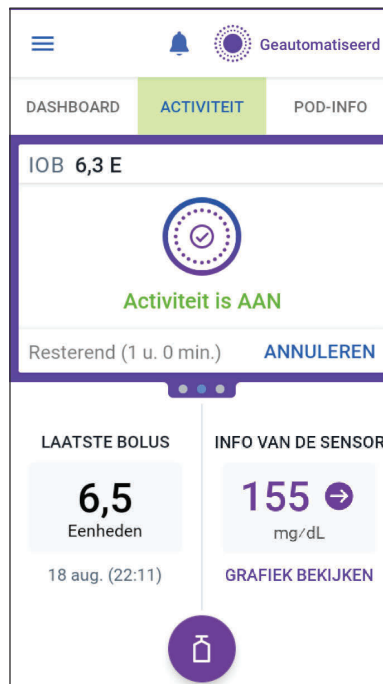 Geautomatiseerd
DASHBOARD ACTIVITEIT POD-INFO
IOB 6,3 E
Activiteit is AAN
Resterend (1 u. 0 min.) ANNULEREN
LAATSTE BOLUS
6,5
Eenheden
18 aug. (22:11)
INFO VAN DE SENSOR
155
mg/dL
GRAFIEK BEKIJKEN